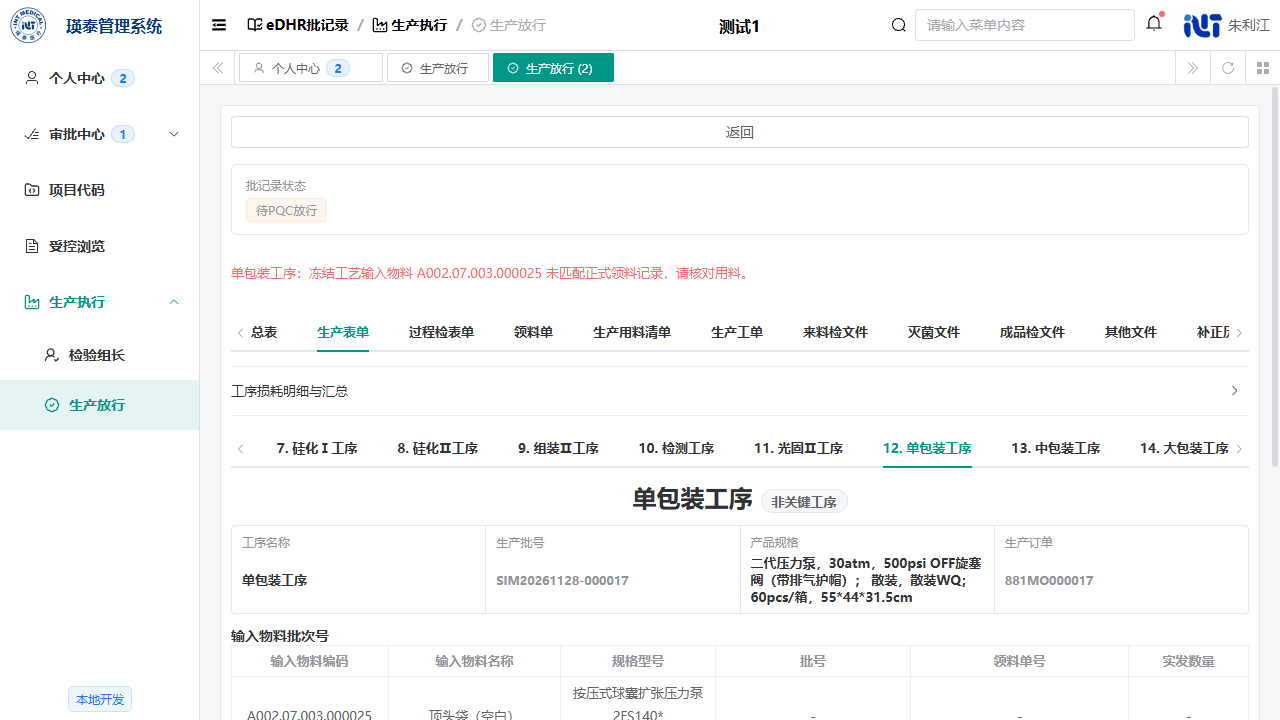 瑛泰管理系统
eDHR批记录 / 生产执行 / 生产放行
测试1
请输入菜单内容
朱利江
个人中心 2
审批中心 1
项目代码
受控浏览
生产执行
检验组长
生产放行
本地开发
个人中心 2
生产放行
生产放行 (2)
返回
批记录状态
待PQC放行
单包装工序：冻结工艺输入物料 A002.07.003.000025 未匹配正式领料记录，请核对用料。
总表 生产表单 过程检表单 领料单 生产用料清单 生产工单 来料检文件 灭菌文件 成品检文件 其他文件 补正历
工序损耗明细与汇总
7. 硅化Ⅰ工序 8. 硅化Ⅱ工序 9. 组装Ⅱ工序 10. 检测工序 11. 光固Ⅱ工序 12. 单包装工序 13. 中包装工序 14. 大包装工序
单包装工序 非关键工序
工序名称
单包装工序
生产批号
SIM20261128-000017
产品规格
二代压力泵，30atm，500psi OFF旋塞
阀（带排气护帽）；散装，散装WQ；
60pcs/箱，55*44*31.5cm
生产订单
881MO000017
输入物料批次号
输入物料编码 输入物料名称 规格型号 批号 领料单号 实发数量
A002.07.003.000025 顶头袋（空白） 按压式球囊扩张压力泵
2FS140* - - -